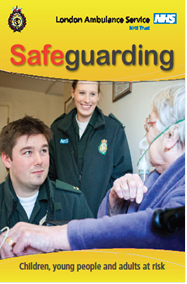 London Ambulance Service NHS
NHS Trust
Safeguarding
Children, young people and adults at risk